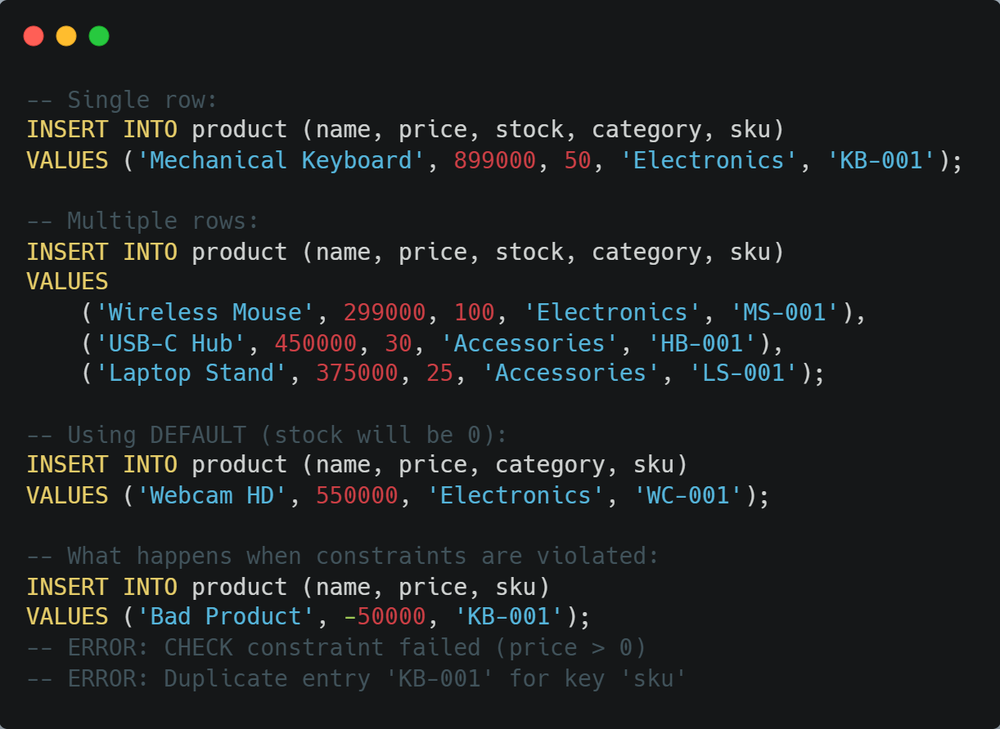 -- Single row:
INSERT INTO product (name, price, stock, category, sku)
VALUES ('Mechanical Keyboard', 899000, 50, 'Electronics', 'KB-001');
-- Multiple rows:
INSERT INTO product (name, price, stock, category, sku)
VALUES
    ('Wireless Mouse', 299000, 100, 'Electronics', 'MS-001'),
    ('USB-C Hub', 450000, 30, 'Accessories', 'HB-001'),
    ('Laptop Stand', 375000, 25, 'Accessories', 'LS-001');
-- Using DEFAULT (stock will be 0):
INSERT INTO product (name, price, category, sku)
VALUES ('Webcam HD', 550000, 'Electronics', 'WC-001');
-- What happens when constraints are violated:
INSERT INTO product (name, price, sku)
VALUES ('Bad Product', -50000, 'KB-001');
-- ERROR: CHECK constraint failed (price > 0)
-- ERROR: Duplicate entry 'KB-001' for key 'sku'